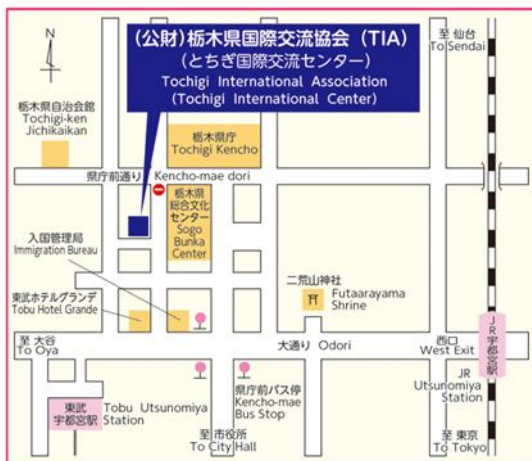 N
(公財)栃木県国際交流協会 (TIA)
(とちぎ国際交流センター)
Tochigi International Association
(Tochigi International Center)
至 仙台
To Sendai
栃木県自治会館
Tochigi-ken
Jichikaikan
栃木県庁
Tochigi Kencho
県庁前通り Kencho-mae dori
栃木県
総合文化
センター
Sogo
Bunka
Center
入国管理局
Immigration Bureau
二荒山神社
Futaarayama
Shrine
東武ホテルグランデ
Tobu Hotel Grande
至 大谷
To Oya
大通り Odori
西口
West Exit
JR宇都宮駅
JR
Utsunomiya
Station
県庁前バス停
Kencho-mae
Bus Stop
東武
宇都宮駅
Tobu Utsunomiya
Station
至 市役所
To City Hall
至 東京
To Tokyo